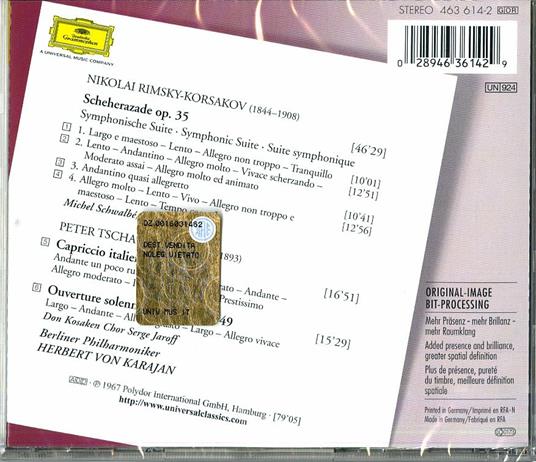 STEREO 463 614-2 GOR
Deutsche
Grammophon
A UNIVERSAL MUSIC COMPANY
0 28946 36142 9
UN 924
NIKOLAI RIMSKY-KORSAKOV (1844–1908)
Scheherazade op. 35 [46'29]
Symphonische Suite · Symphonic Suite · Suite symphonique
1 1. Largo e maestoso – Lento – Allegro non troppo – Tranquillo [10'01]
2 2. Lento – Andantino – Allegro molto – Vivace scherzando –
Moderato assai – Allegro molto ed animato [12'51]
3 3. Andantino quasi allegretto [10'41]
4 4. Allegro molto – Lento – Vivo – Allegro non troppo e
maestoso – Lento – Tempo [12'56]
Michel Schwalbé
PETER TSCHA 1893)
5 Capriccio italien [16'51]
Andante un poco ru – Andante –
Allegro moderato – Prestissimo
6 Ouverture solenn 49 [15'29]
Largo – Andante – Alleg usto – Largo – Allegro vivace
Don Kosaken Chor Serge Jaroff
Berliner Philharmoniker
HERBERT VON KARAJAN
ADD · ℗ 1967 Polydor International GmbH, Hamburg · [79'05]
http://www.universalclassics.com
DZ.0016031462
DEST VENDITA
NOLEG VIETATO
UNIV MUS IT
ORIGINAL-IMAGE
BIT-PROCESSING
Mehr Präsenz – mehr Brillanz –
mehr Raumklang
Added presence and brilliance,
greater spatial definition
Plus de présence, pureté
du timbre, meilleure définition
spatiale
Printed in Germany / Imprimé en RFA-N
Made in Germany / Fabriqué en RFA